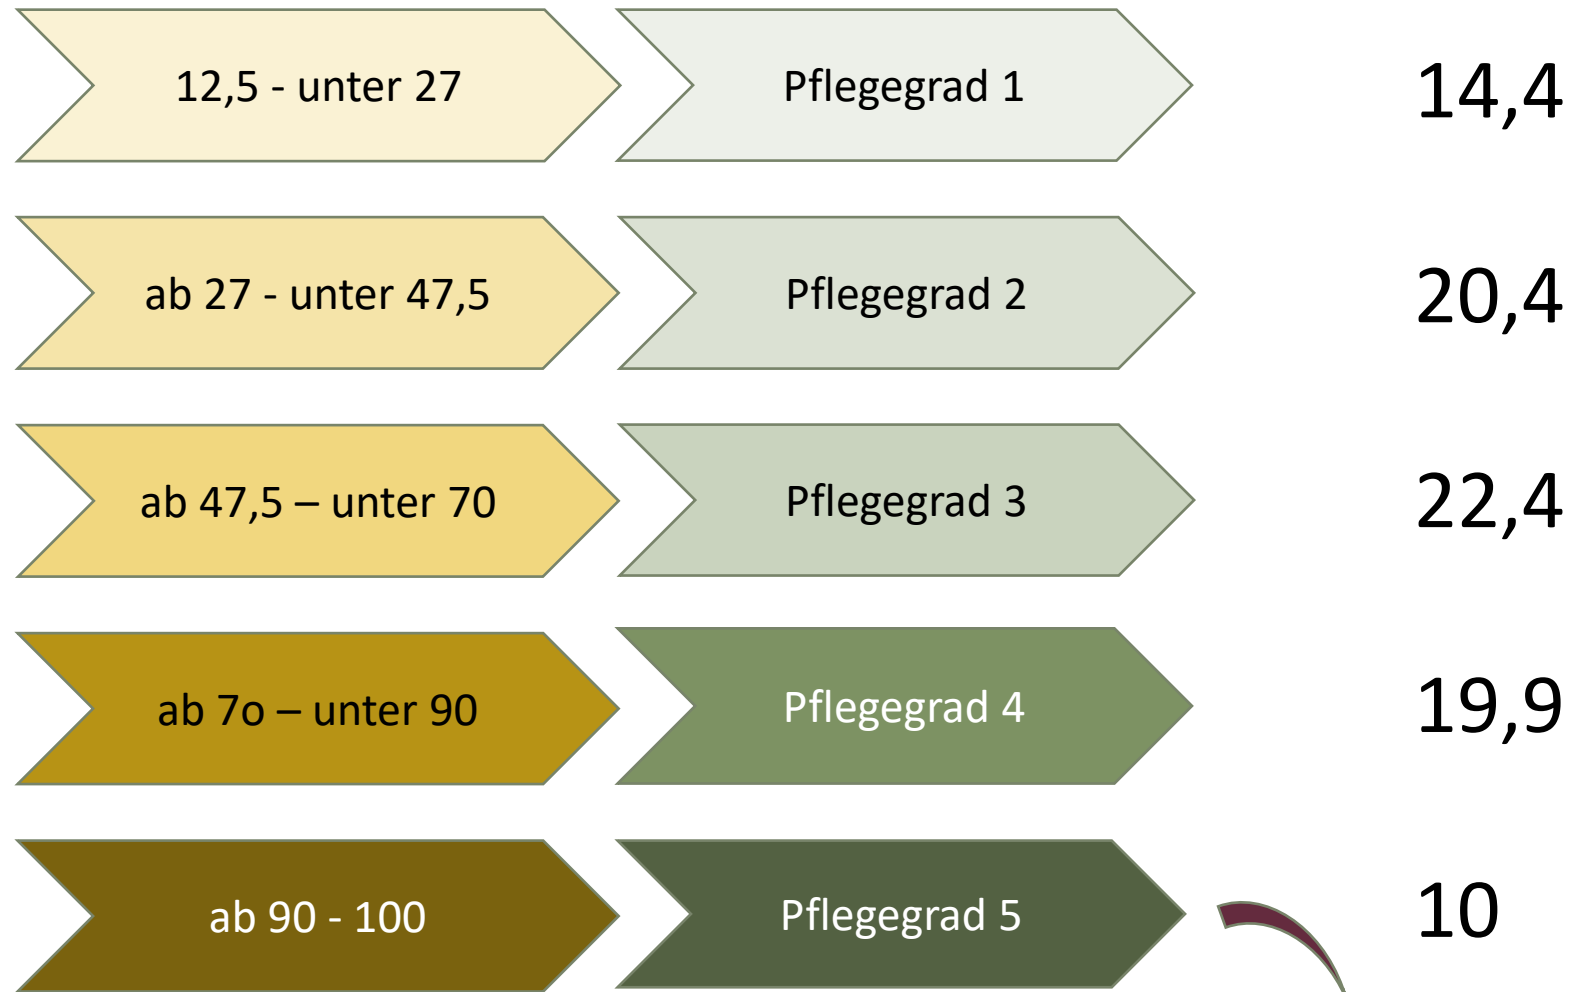 12,5 - unter 27 Pflegegrad 1 14,4
ab 27 - unter 47,5 Pflegegrad 2 20,4
ab 47,5 – unter 70 Pflegegrad 3 22,4
ab 7o – unter 90 Pflegegrad 4 19,9
ab 90 - 100 Pflegegrad 5 10